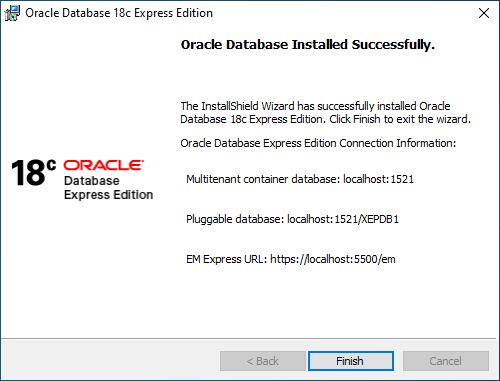 Oracle Database 18c Express Edition
Oracle Database Installed Successfully.
The InstallShield Wizard has successfully installed Oracle
Database 18c Express Edition. Click Finish to exit the wizard.
Oracle Database Express Edition Connection Information:
18c ORACLE
Database
Express Edition
Multitenant container database: localhost:1521
Pluggable database: localhost:1521/XEPDB1
EM Express URL: https://localhost:5500/em
< Back Finish Cancel